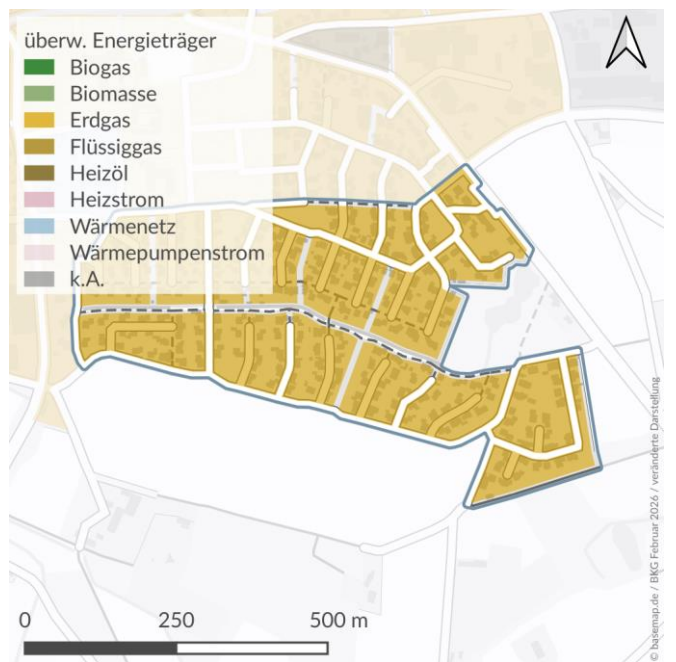 überw. Energieträger
Biogas
Biomasse
Erdgas
Flüssiggas
Heizöl
Heizstrom
Wärmenetz
Wärmepumpenstrom
k.A.
0 250 500 m
© basemap.de / BKG Februar 2026 / veränderte Darstellung